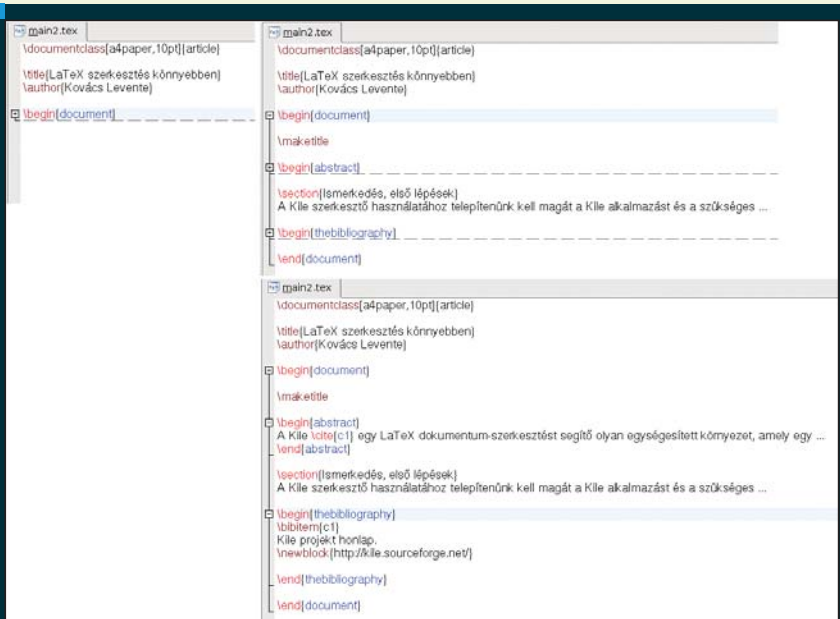 main2.tex
\documentclass[a4paper,10pt]{article}
\title{LaTeX szerkesztés könnyebben}
\author{Kovács Levente}
\begin{document}
main2.tex
\documentclass[a4paper,10pt]{article}
\title{LaTeX szerkesztés könnyebben}
\author{Kovács Levente}
\begin{document}
\maketitle
\begin{abstract}
\section{Ismerkedés, első lépések}
A Kile szerkesztő használatához telepítenünk kell magát a Kile alkalmazást és a szükséges ...
\begin{thebibliography}
\end{document}
main2.tex
\documentclass[a4paper,10pt]{article}
\title{LaTeX szerkesztés könnyebben}
\author{Kovács Levente}
\begin{document}
\maketitle
\begin{abstract}
A Kile \cite{c1} egy LaTeX dokumentum-szerkesztést segítő olyan egységesített környezet, amely egy ...
\end{abstract}
\section{Ismerkedés, első lépések}
A Kile szerkesztő használatához telepítenünk kell magát a Kile alkalmazást és a szükséges ...
\begin{thebibliography}
\bibitem{c1}
Kile projekt honlap.
\newblock{http://kile.sourceforge.net/}
\end{thebibliography}
\end{document}